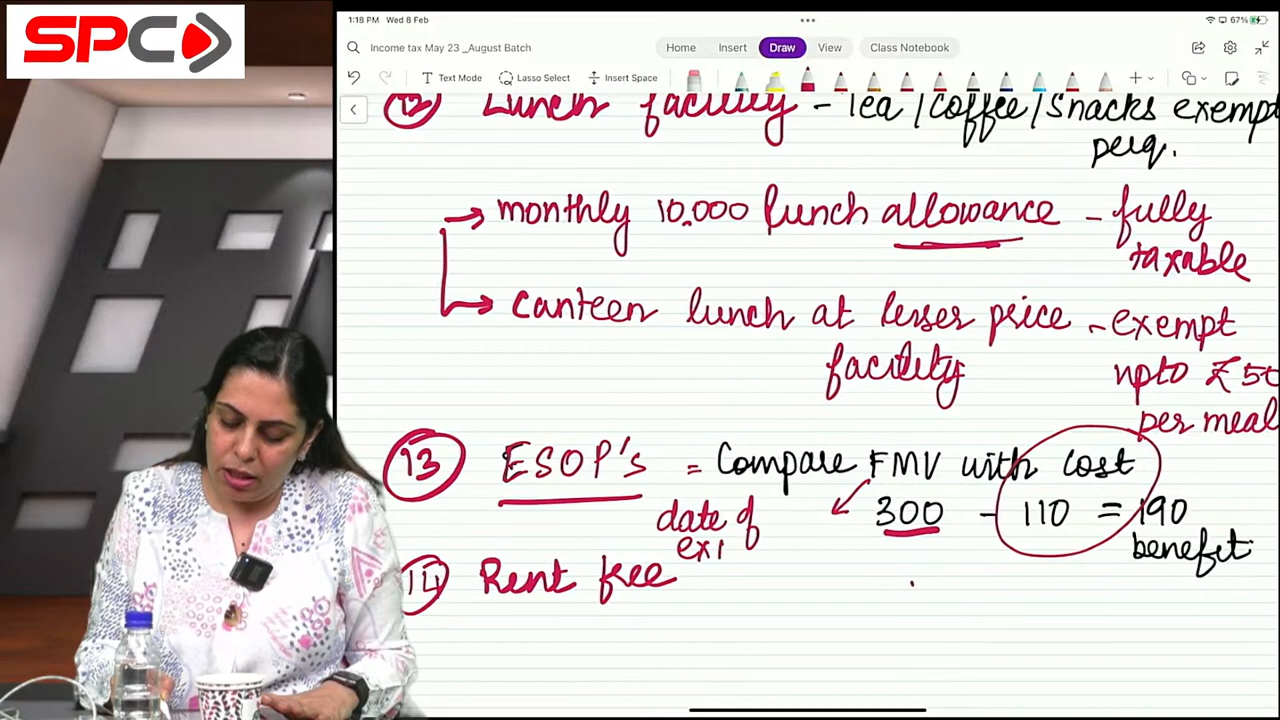 SPC
1:18 PM Wed 8 Feb
67%
Income tax May 23 _August Batch
Home Insert Draw View Class Notebook
Text Mode Lasso Select Insert Space
12 Lunch facility - Tea / Coffee / Snacks exempt
perq.
→ monthly 10,000 lunch allowance - fully
taxable
→ canteen lunch at lesser price - exempt
facility upto ₹ 50
per meal
13 ESOP's = Compare FMV with cost
date of 300 - 110 = 190
exi benefit
14 Rent free